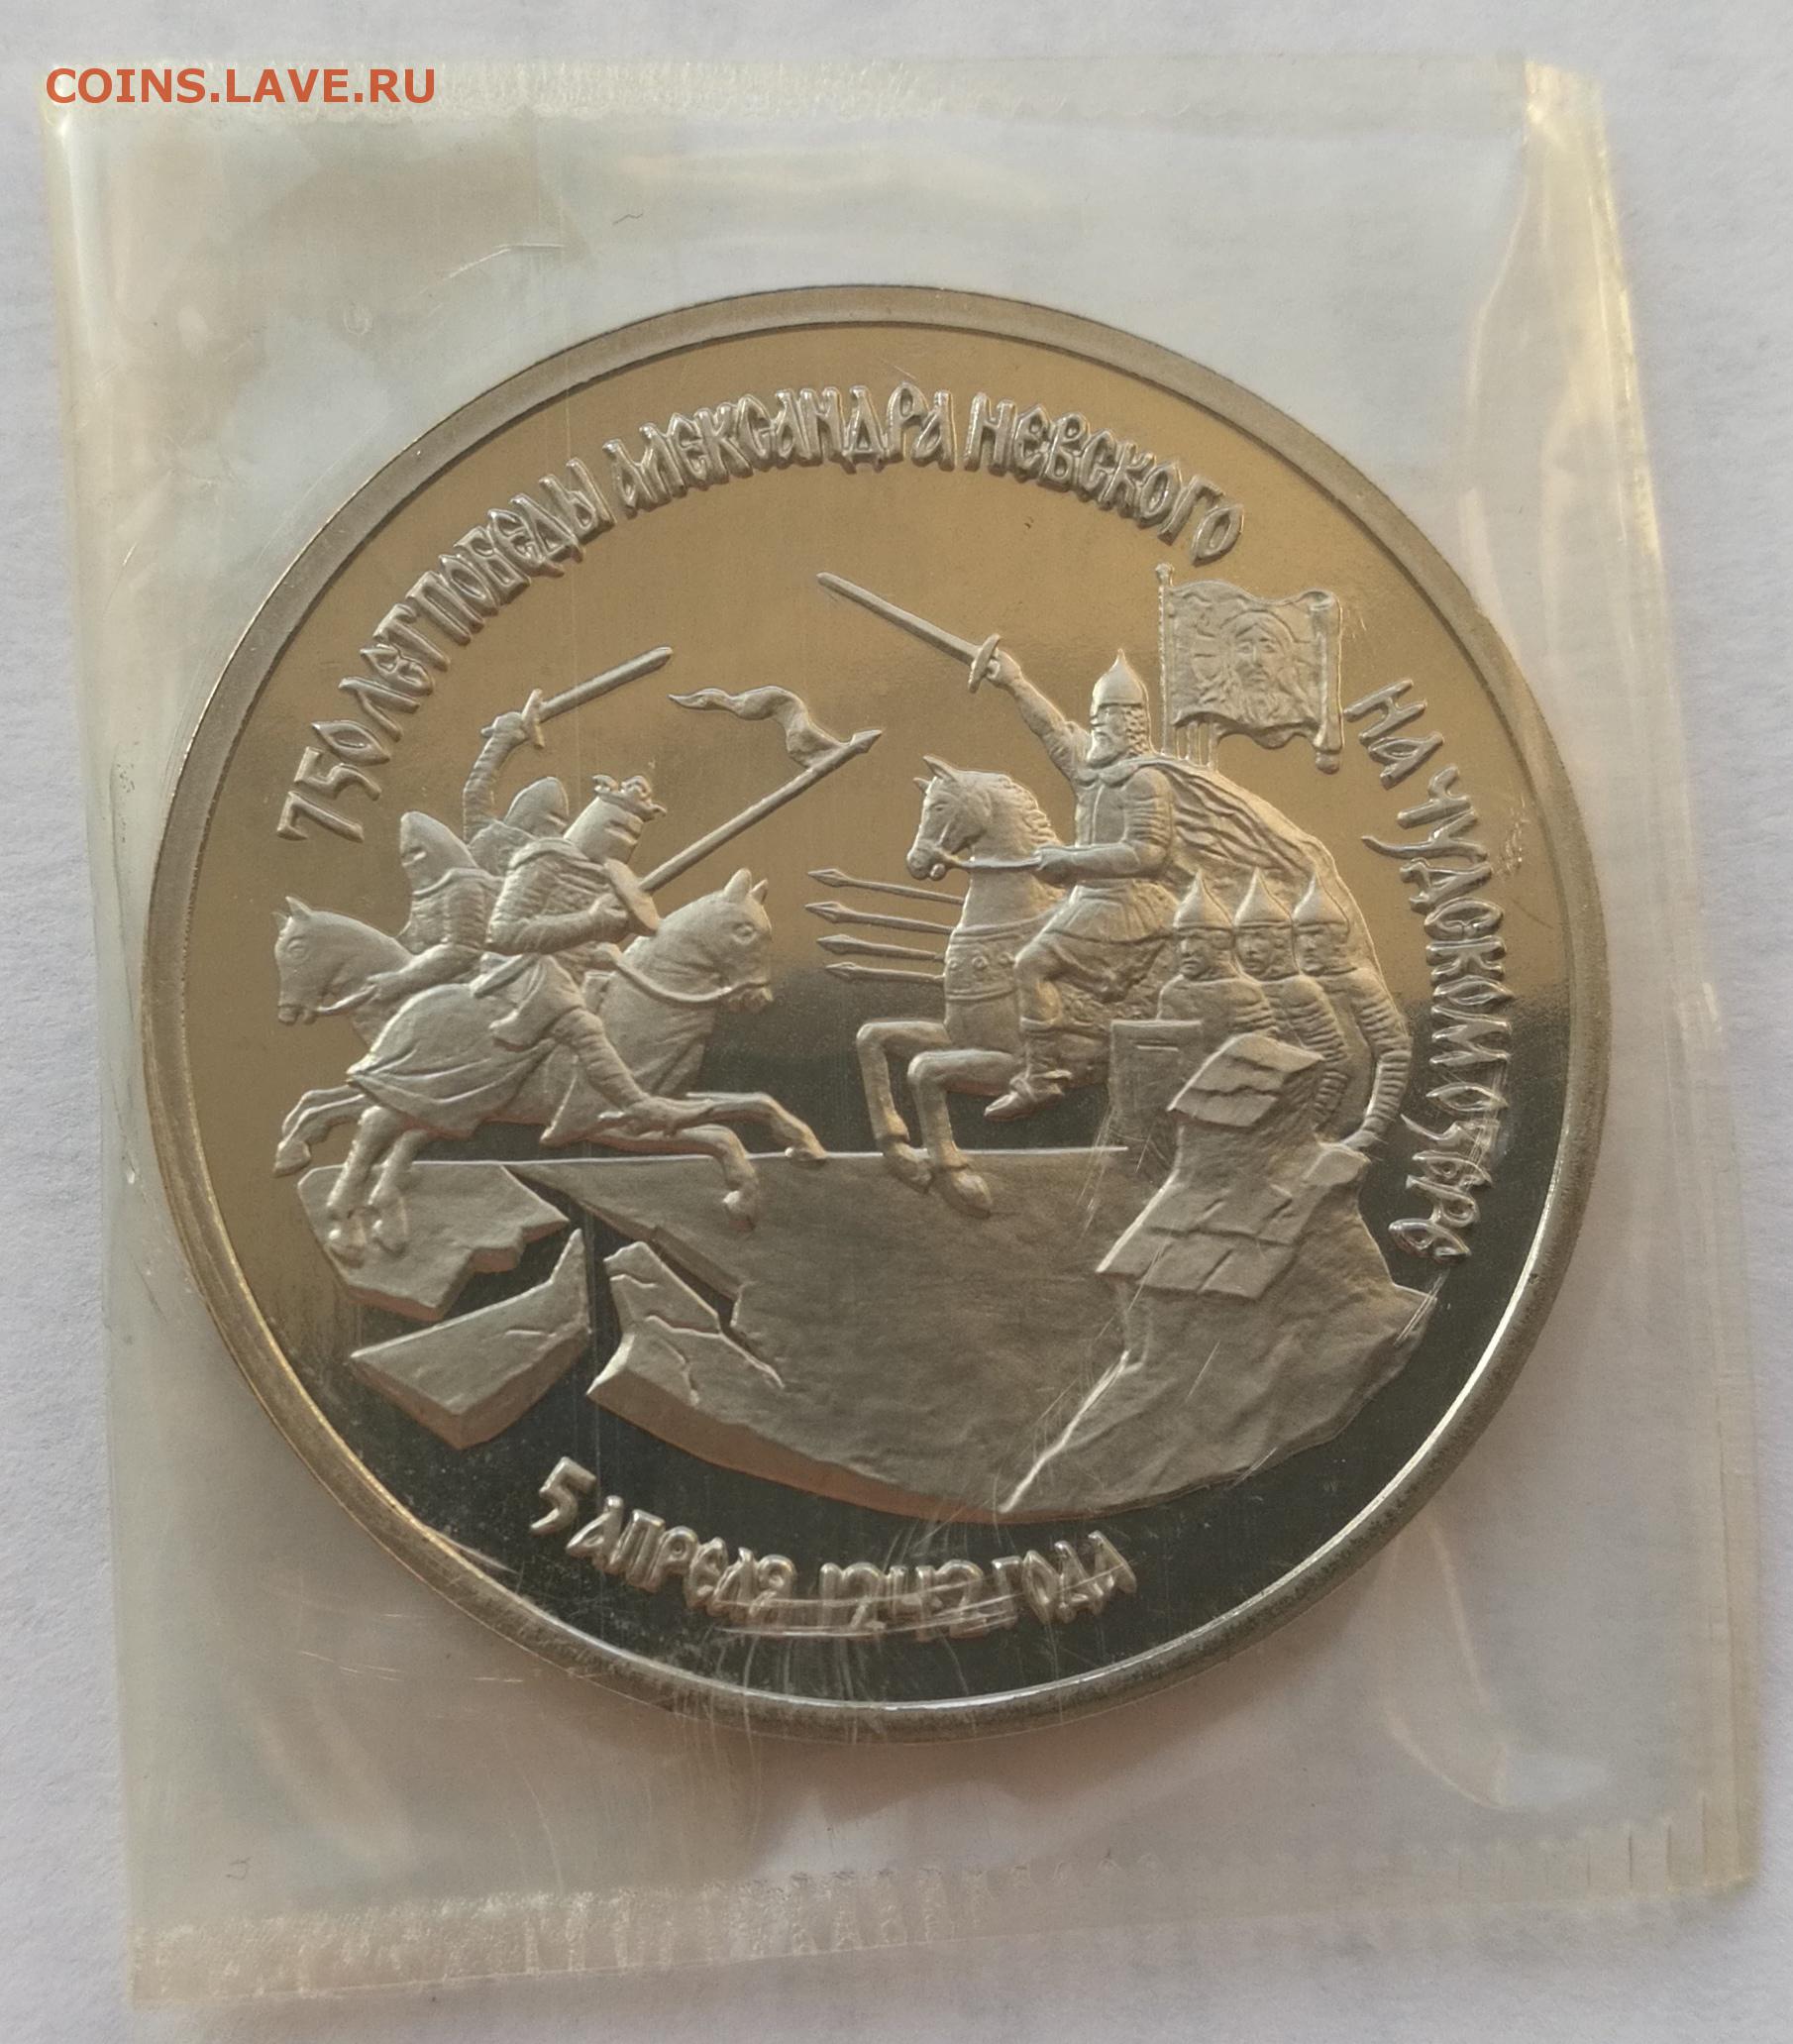 COINS.LAVE.RU
750 ЛЕТ ПОБЕДЫ АЛЕКСАНДРА НЕВСКОГО
НА ЧУДСКОМ ОЗЕРЕ
5 АПРЕЛЯ 1242 ГОДА